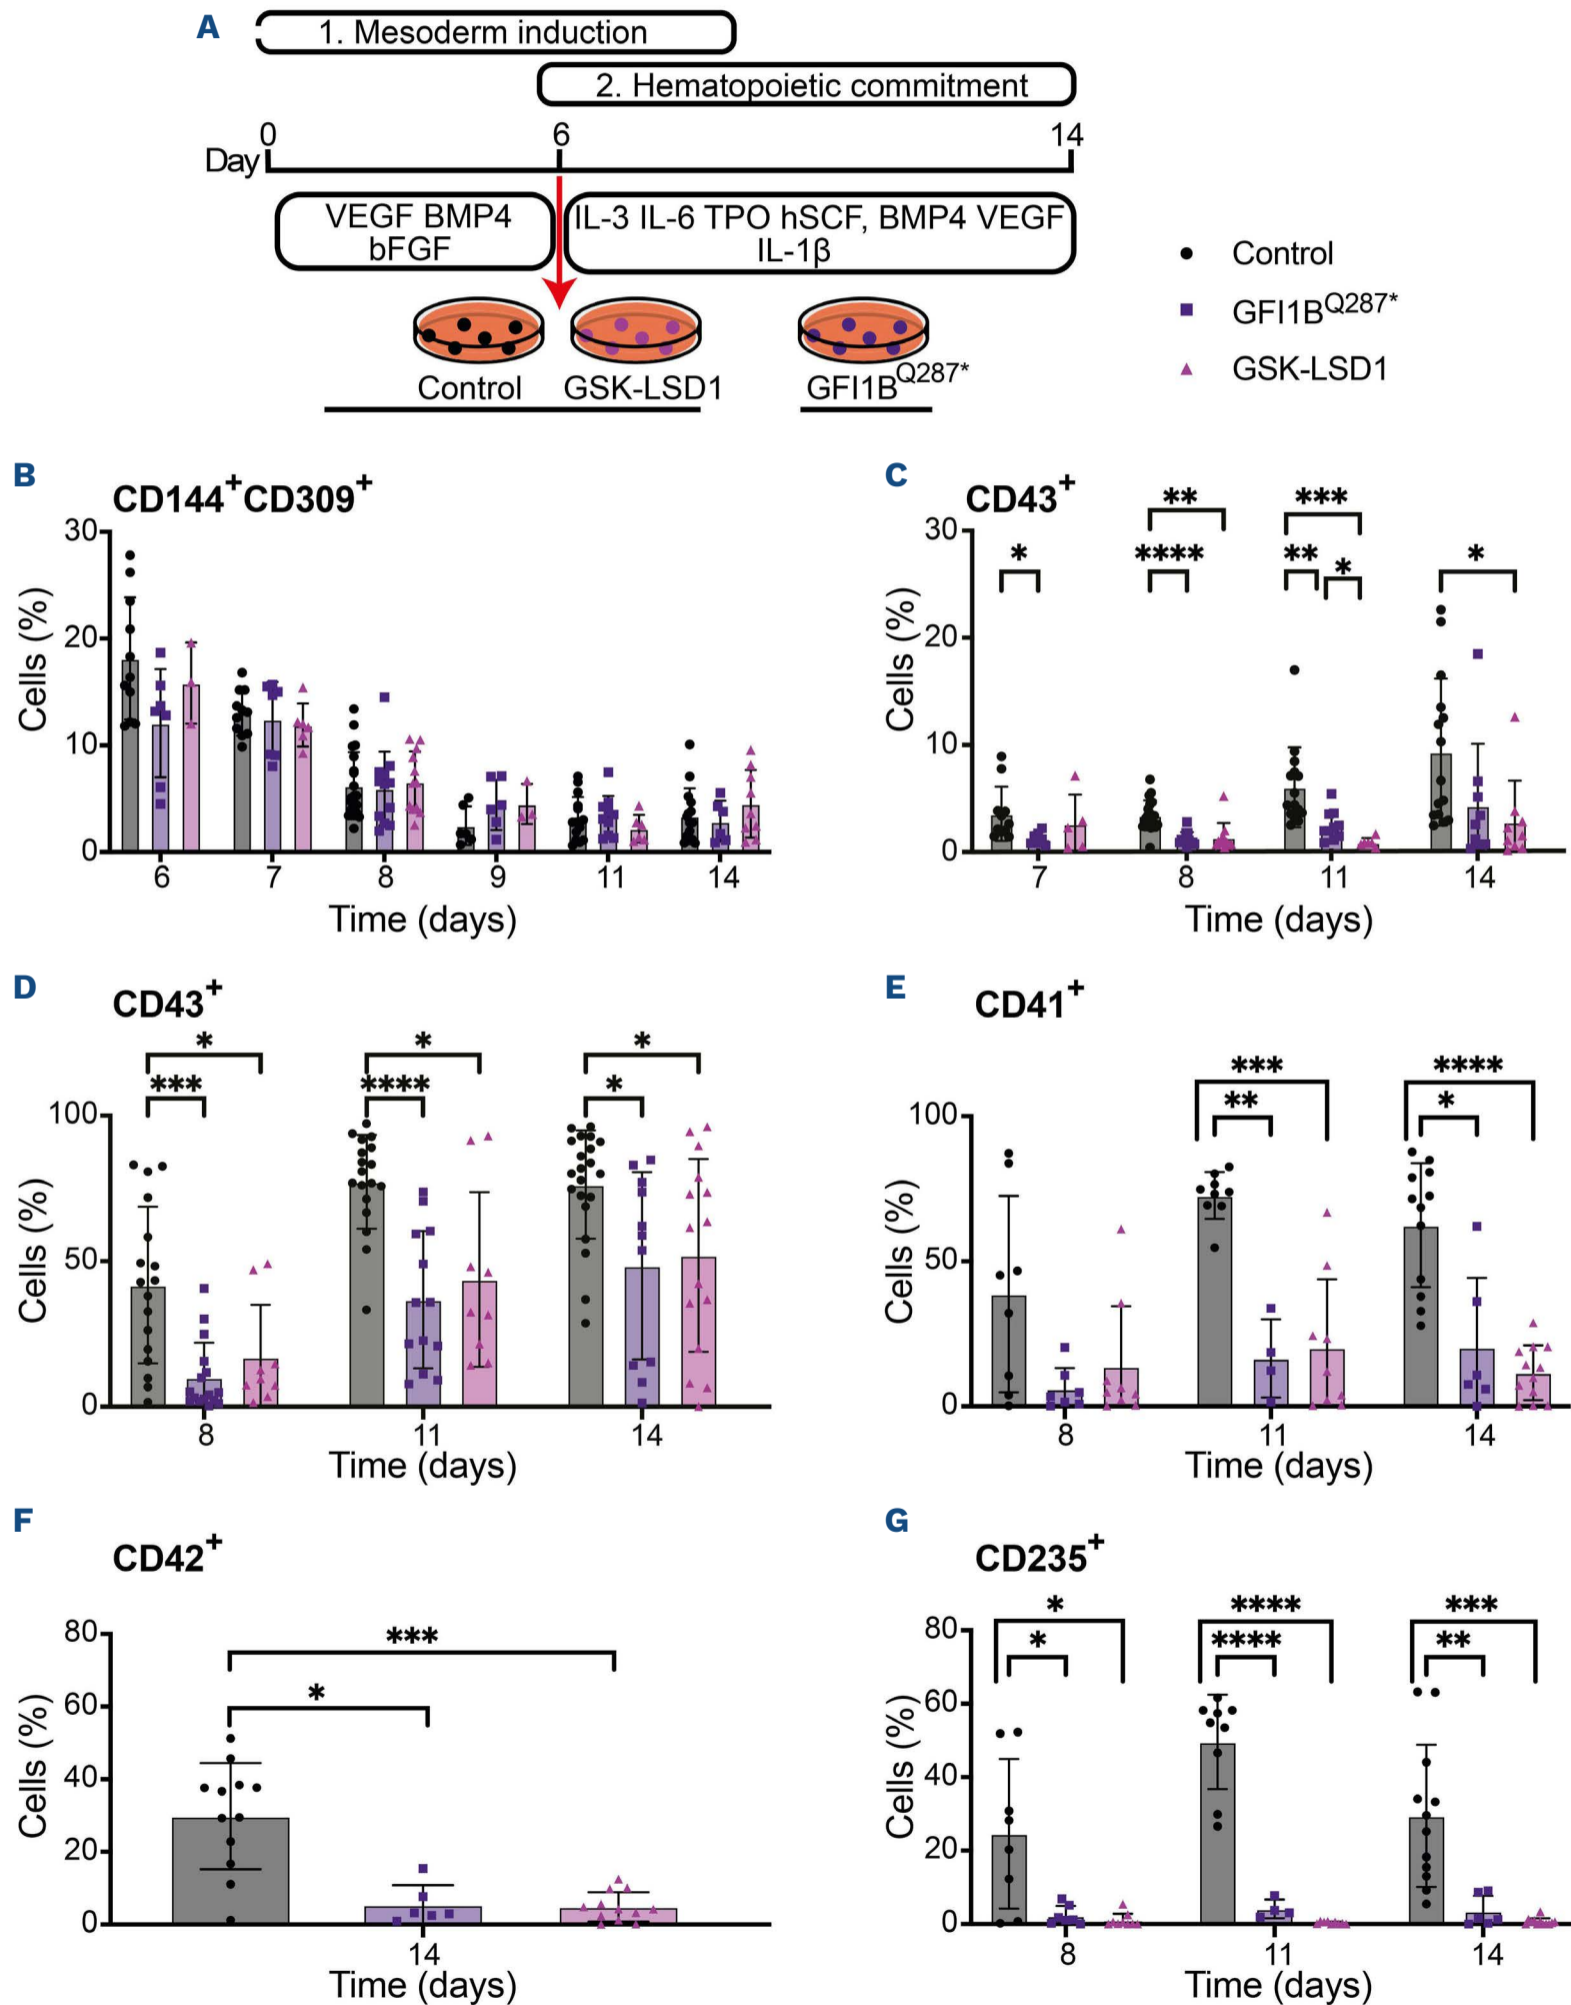 A
1. Mesoderm induction
2. Hematopoietic commitment
0 6 14
Day
VEGF BMP4
bFGF
IL-3 IL-6 TPO hSCF, BMP4 VEGF
IL-1β
Control
GSK-LSD1
GFI1BQ287*
Control
GFI1BQ287*
GSK-LSD1
B
CD144+CD309+
30
20
10
0
Cells (%)
6 7 8 9 11 14
Time (days)
C
CD43+
* ** **** *** ** * *
30
20
10
0
Cells (%)
7 8 11 14
Time (days)
D
CD43+
* *** * **** * *
100
50
0
Cells (%)
8 11 14
Time (days)
E
CD41+
*** ** **** *
100
50
0
Cells (%)
8 11 14
Time (days)
F
CD42+
***
*
80
60
40
20
0
Cells (%)
14
Time (days)
G
CD235+
* **** ***
* **** **
80
60
40
20
0
Cells (%)
8 11 14
Time (days)